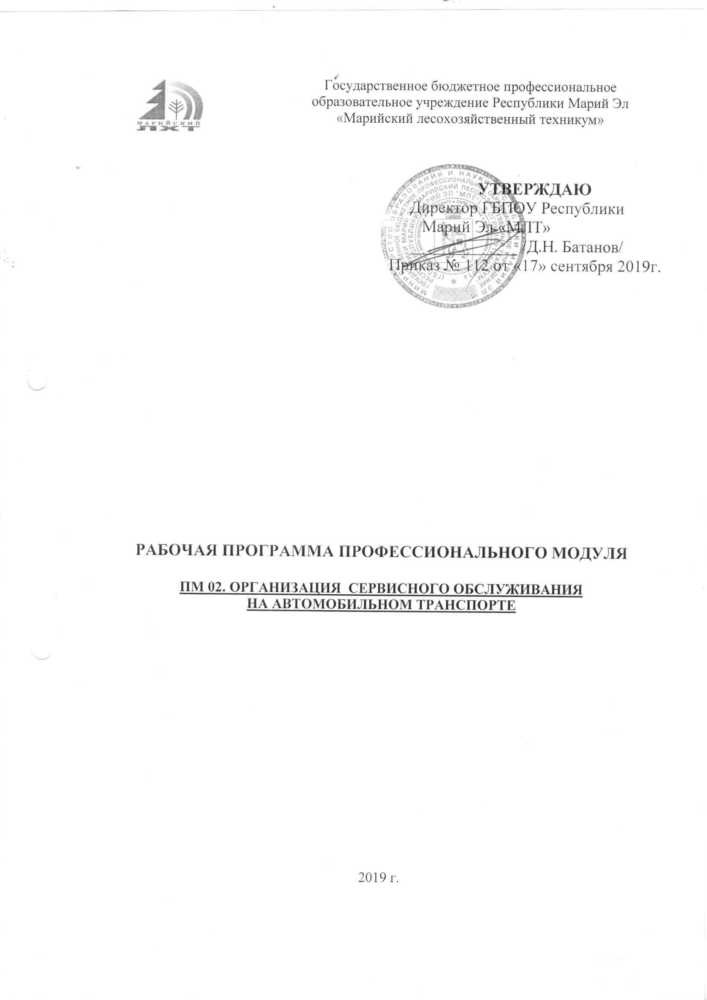 МАРИЙСКИЙ
ЛХТ
Государственное бюджетное профессиональное
образовательное учреждение Республики Марий Эл
«Марийский лесохозяйственный техникум»
УТВЕРЖДАЮ
Директор ГБПОУ Республики
Марий Эл «МЛТ»
/Д.Н. Батанов/
Приказ № 112 от «17» сентября 2019г.
РАБОЧАЯ ПРОГРАММА ПРОФЕССИОНАЛЬНОГО МОДУЛЯ
ПМ 02. ОРГАНИЗАЦИЯ СЕРВИСНОГО ОБСЛУЖИВАНИЯ
НА АВТОМОБИЛЬНОМ ТРАНСПОРТЕ
2019 г.